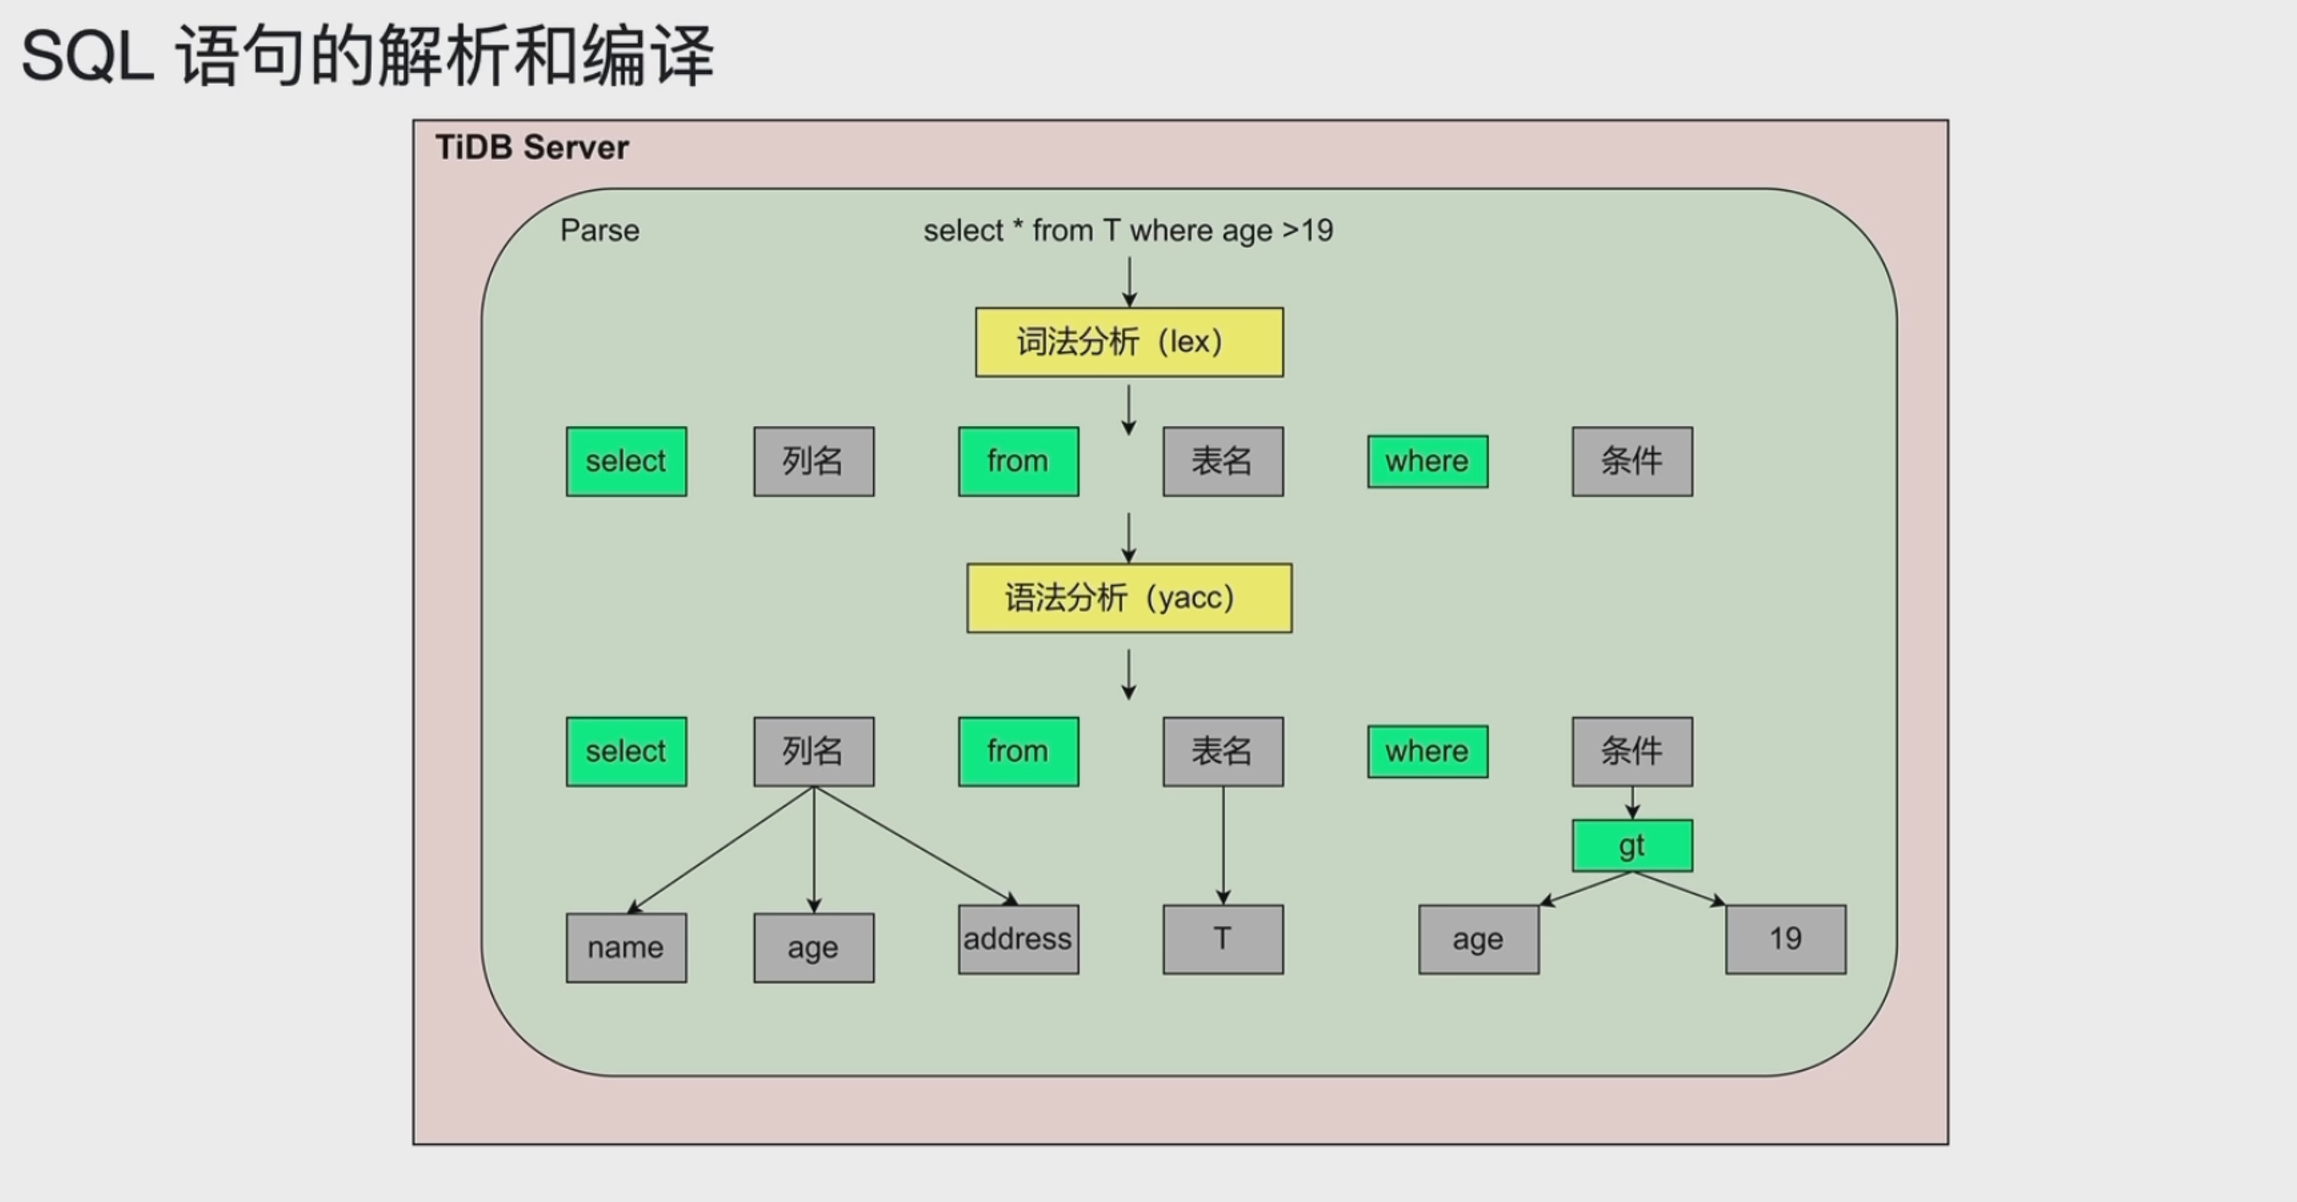 SQL 语句的解析和编译
TiDB Server
Parse
select * from T where age >19
词法分析（lex）
select
列名
from
表名
where
条件
语法分析（yacc）
select
列名
from
表名
where
条件
gt
name
age
address
T
age
19